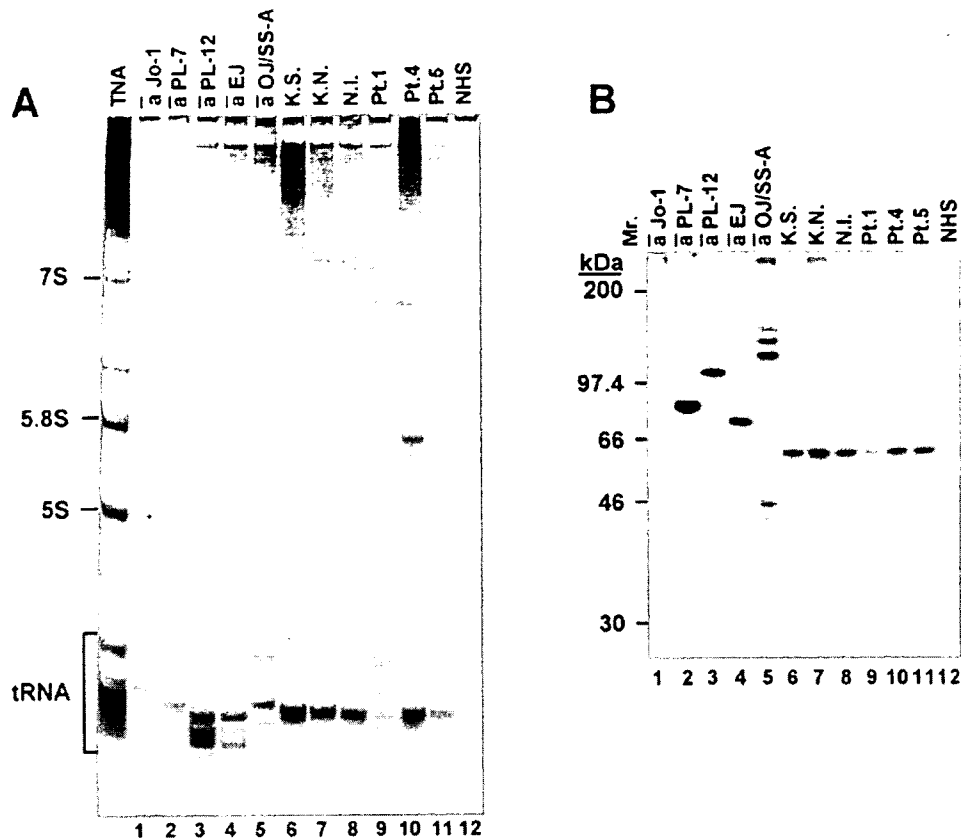 A
TNA
a Jo-1
a PL-7
a PL-12
a EJ
a OJ/SS-A
K.S.
K.N.
N.I.
Pt.1
Pt.4
Pt.5
NHS
7S
5.8S
5S
tRNA
1 2 3 4 5 6 7 8 9 10 11 12
B
Mr.
a Jo-1
a PL-7
a PL-12
a EJ
a OJ/SS-A
K.S.
K.N.
N.I.
Pt.1
Pt.4
Pt.5
NHS
kDa
200
97.4
66
46
30
1 2 3 4 5 6 7 8 9 10 11 12